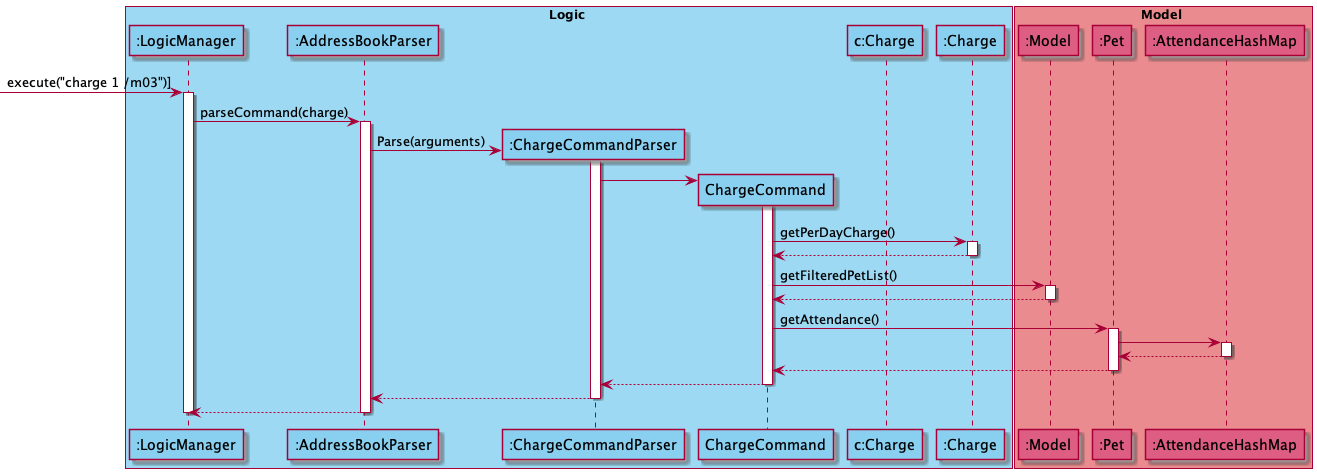 Logic
Model
:LogicManager
:AddressBookParser
c:Charge
:Charge
:Model
:Pet
:AttendanceHashMap
execute("charge 1 /m03")]
parseCommand(charge)
Parse(arguments)
:ChargeCommandParser
ChargeCommand
getPerDayCharge()
getFilteredPetList()
getAttendance()
:LogicManager
:AddressBookParser
:ChargeCommandParser
ChargeCommand
c:Charge
:Charge
:Model
:Pet
:AttendanceHashMap